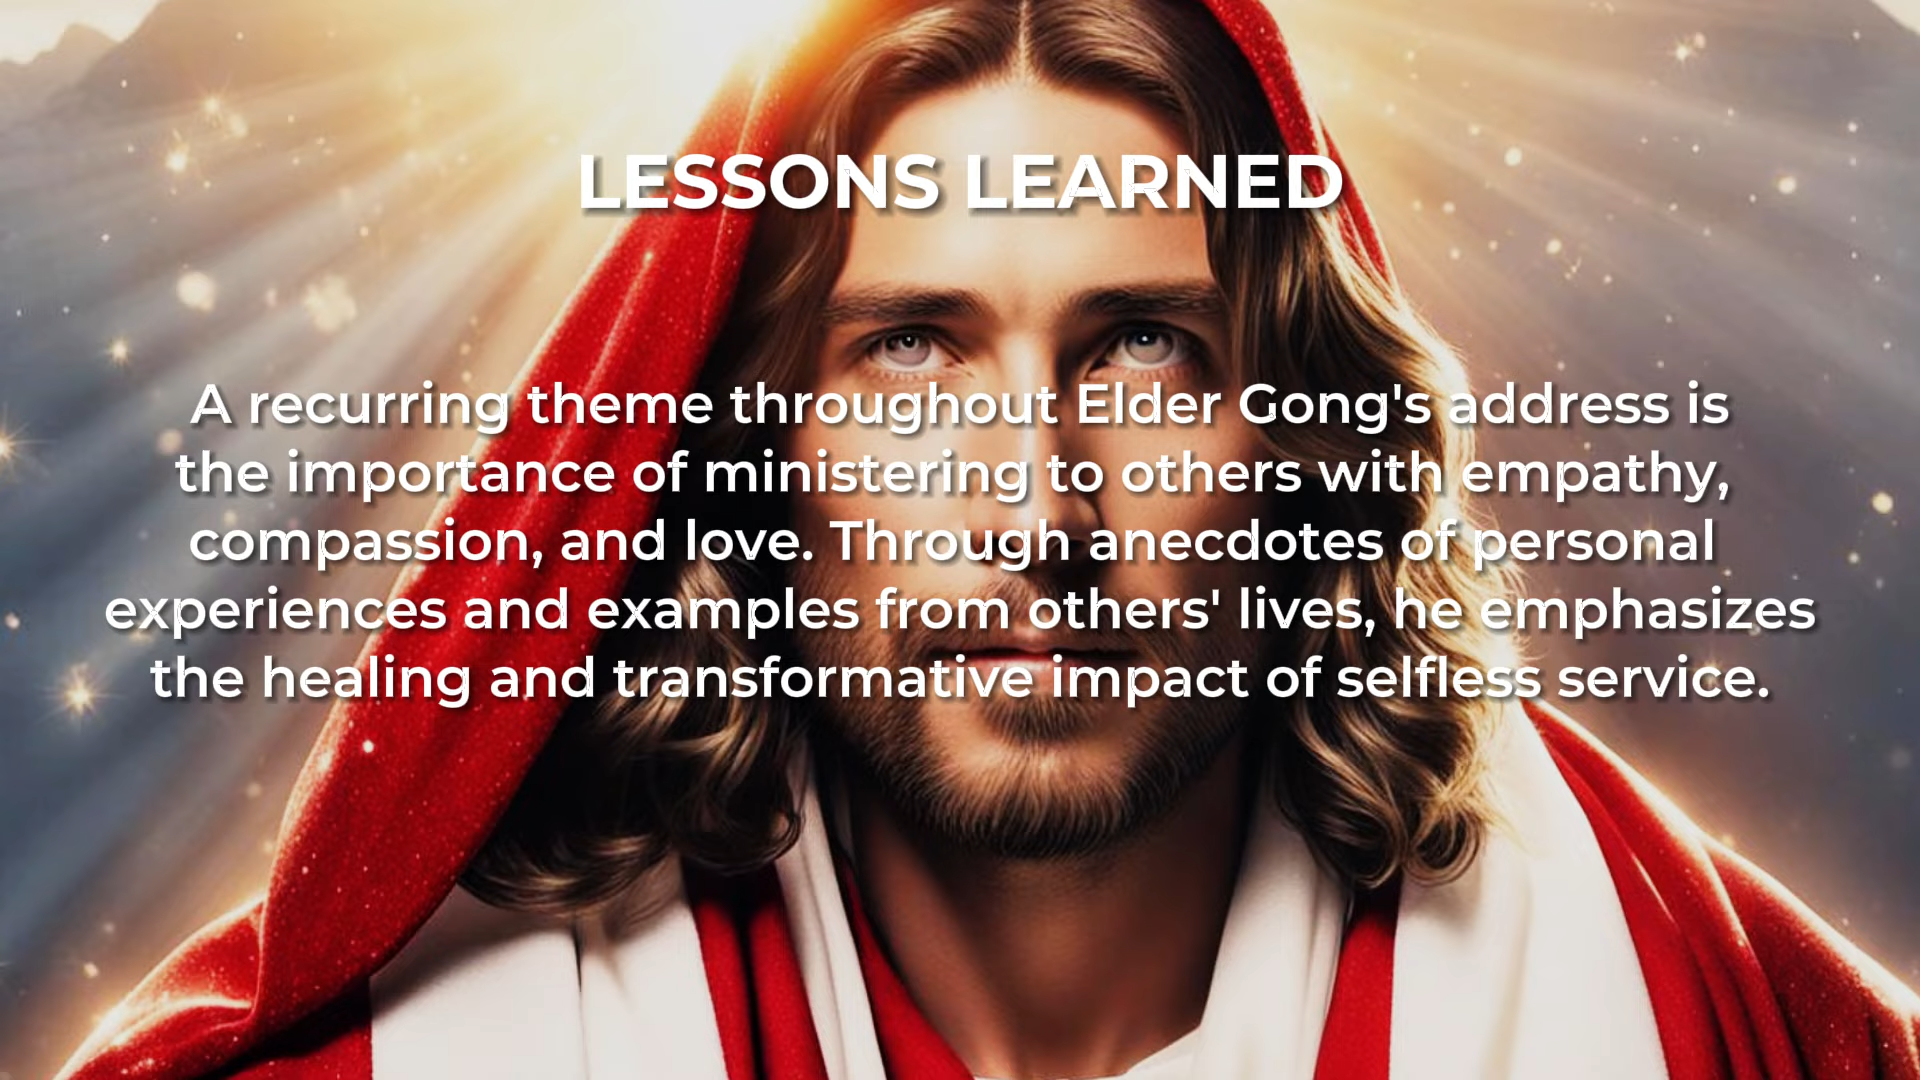 LESSONS LEARNED
A recurring theme throughout Elder Gong's address is
the importance of ministering to others with empathy,
compassion, and love. Through anecdotes of personal
experiences and examples from others' lives, he emphasizes
the healing and transformative impact of selfless service.